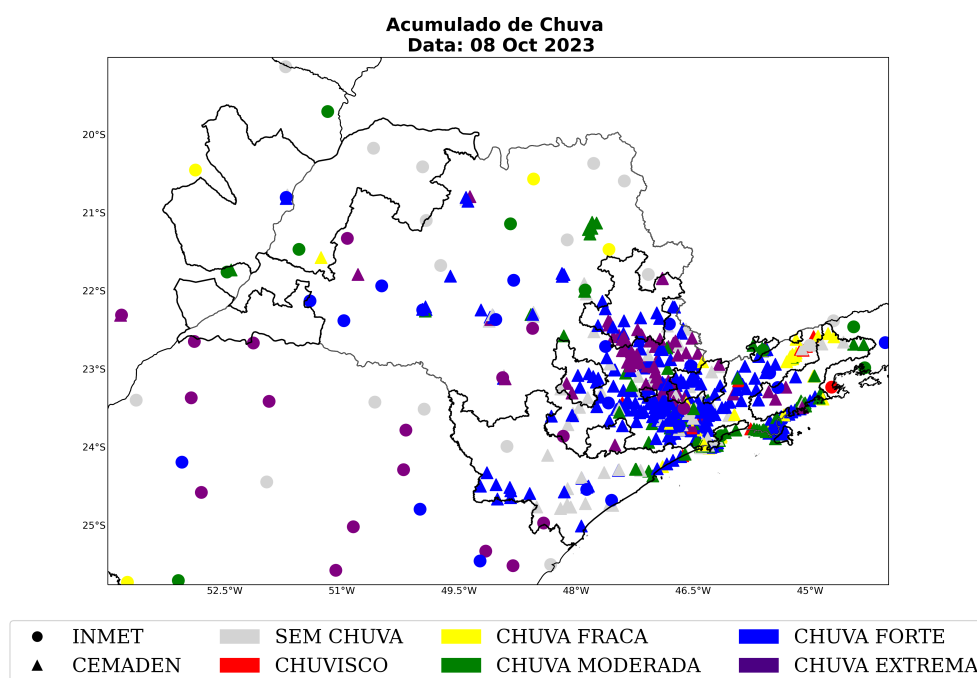 Acumulado de Chuva
Data: 08 Oct 2023
20°S
21°S
22°S
23°S
24°S
25°S
52.5°W 51°W 49.5°W 48°W 46.5°W 45°W
INMET SEM CHUVA CHUVA FRACA CHUVA FORTE
CEMADEN CHUVISCO CHUVA MODERADA CHUVA EXTREMA